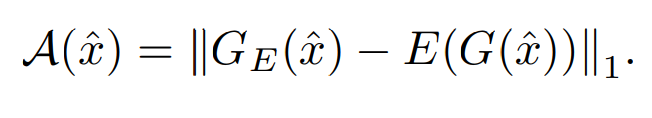 𝒜(x̂) = ‖G_E(x̂) − E(G(x̂))‖₁.